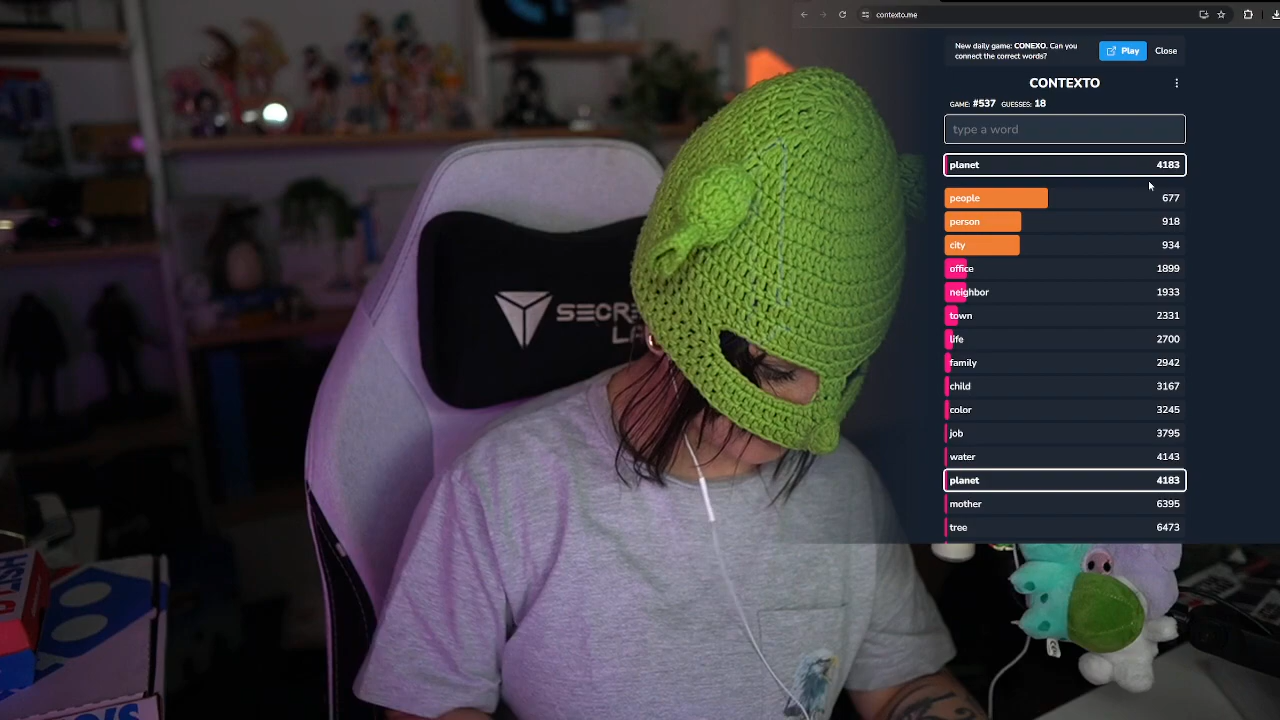 contexto.me
New daily game: CONEXO. Can you
connect the correct words?
Play
Close
CONTEXTO
GAME: #537 GUESSES: 18
type a word
planet 4183
people 677
person 918
city 934
office 1899
neighbor 1933
town 2331
life 2700
family 2942
child 3167
color 3245
job 3795
water 4143
planet 4183
mother 6395
tree 6473